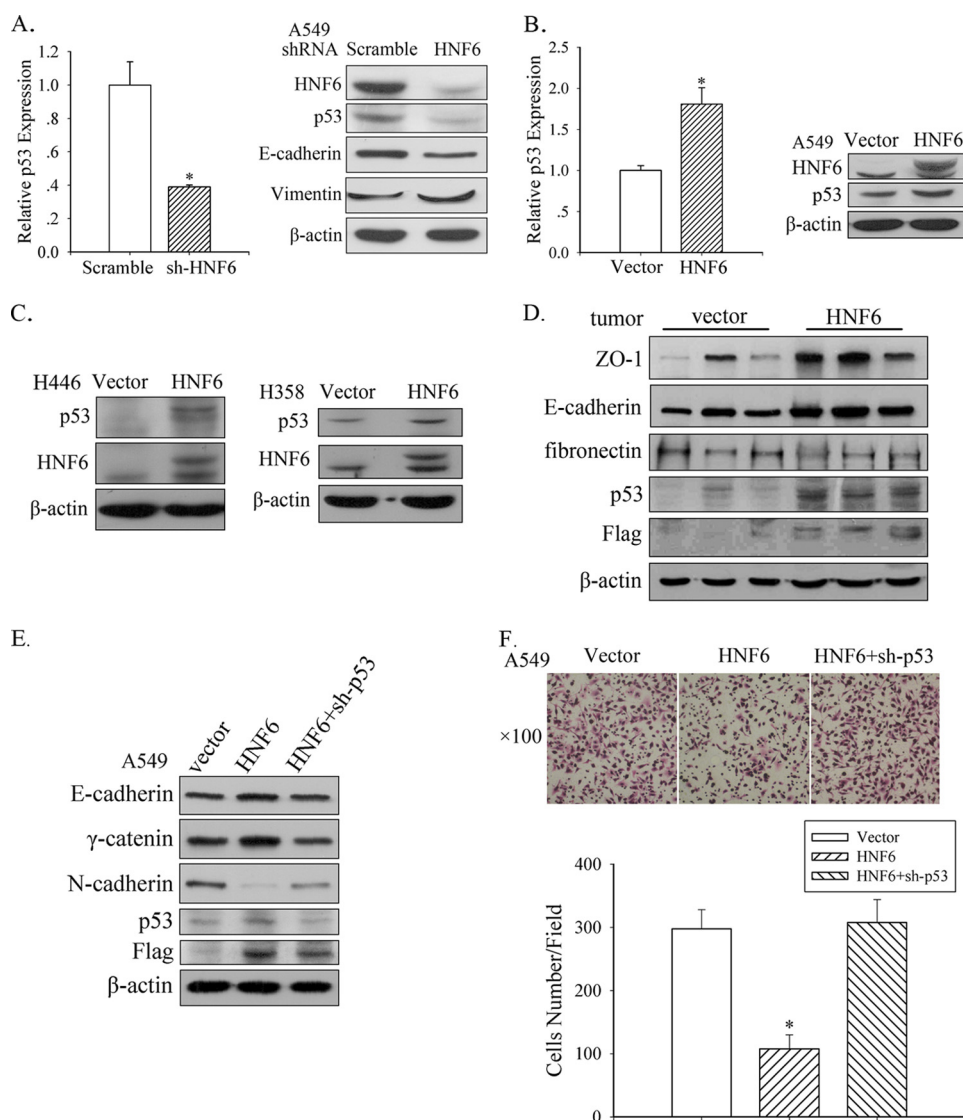 A.
Relative p53 Expression
1.2
1.0
.8
.6
.4
.2
0.0
*
Scramble sh-HNF6
A549
shRNA Scramble HNF6
HNF6
p53
E-cadherin
Vimentin
β-actin
B.
Relative p53 Expression
2.5
2.0
1.5
1.0
.5
0.0
*
Vector HNF6
A549 Vector HNF6
HNF6
p53
β-actin
C.
H446 Vector HNF6
p53
HNF6
β-actin
H358 Vector HNF6
p53
HNF6
β-actin
D.
tumor vector HNF6
ZO-1
E-cadherin
fibronectin
p53
Flag
β-actin
E.
A549 vector HNF6 HNF6+sh-p53
E-cadherin
γ-catenin
N-cadherin
p53
Flag
β-actin
F.
A549 Vector HNF6 HNF6+sh-p53
×100
Vector
HNF6
HNF6+sh-p53
Cells Number/Field
400
300
200
100
0
*